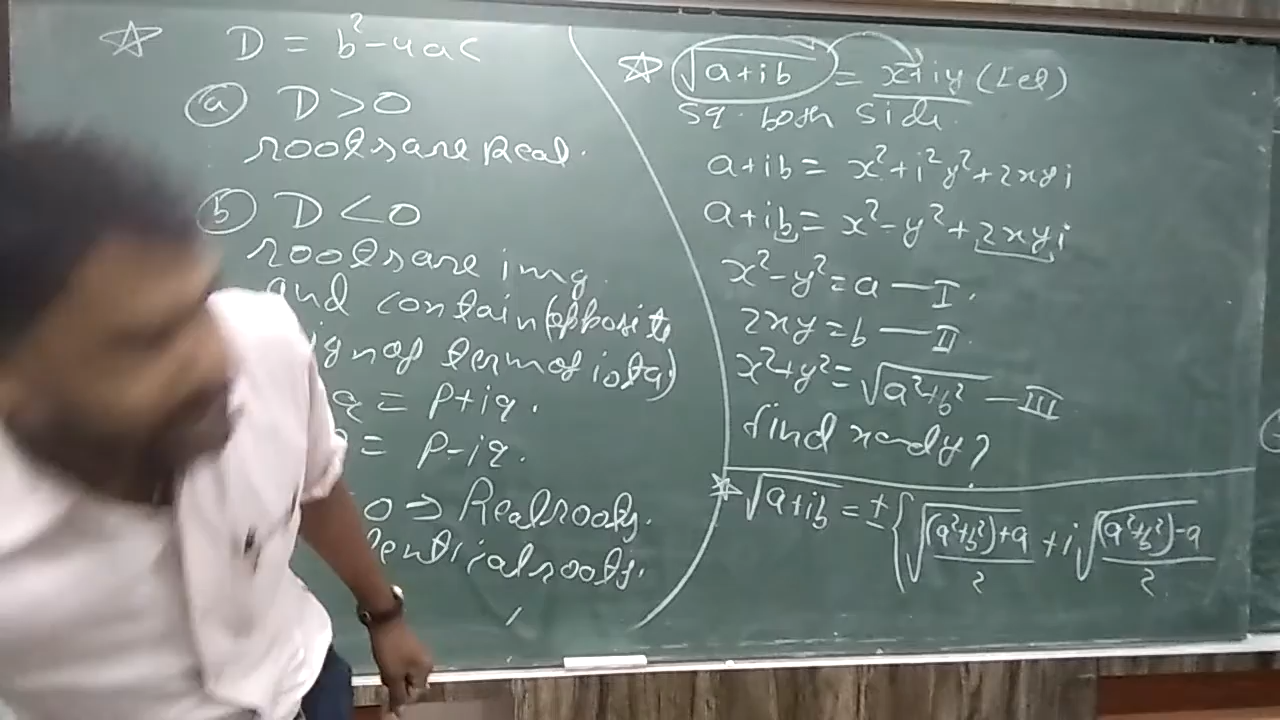 ☆ D = b² - 4ac
ⓐ D > 0
roots are Real.
ⓑ D < 0
roots are img
and contain (opposite
ign of term of iota)
= P + iq.
= P - iq.
0 ⇒ Real roots.
entical roots.
☆ √(a+ib) = x+iy (Let)
sq. both side.
a+ib = x² + i²y² + 2xyi
a+ib = x² - y² + 2xyi
x² - y² = a — I.
2xy = b — II
x² + y² = √(a²+b²) — III
find x and y?
☆ √(a+ib) = ± { √(((a²+b²)+a)/2) + i √(((a²+b²)-a)/2)